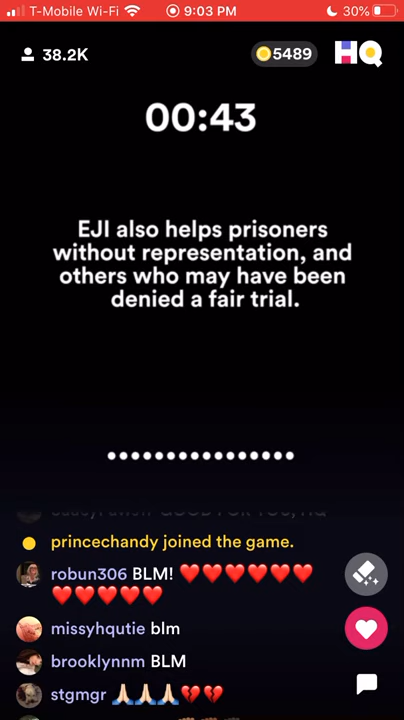 T-Mobile Wi-Fi 9:03 PM 30%
38.2K 5489 HQ
00:43
EJI also helps prisoners
without representation, and
others who may have been
denied a fair trial.
princechandy joined the game.
robun306 BLM! ❤️❤️❤️❤️❤️❤️
❤️❤️❤️❤️❤️
missyhqutie blm
brooklynnm BLM
stgmgr 🙏🏻🙏🏻🙏🏻💔💔